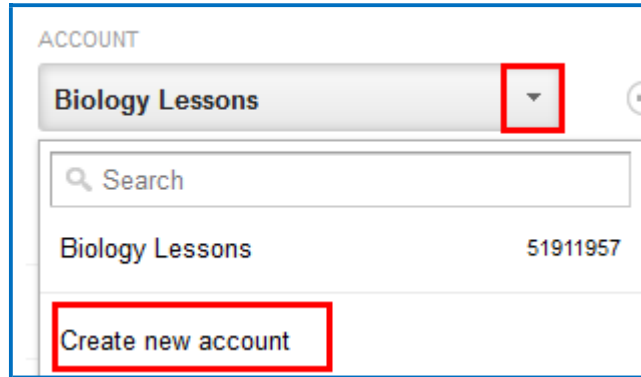 ACCOUNT
Biology Lessons
Search
Biology Lessons 51911957
Create new account